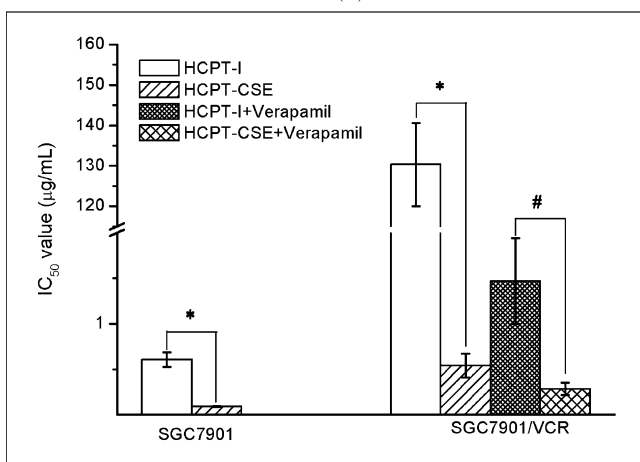 160
150
140
130
120
1
IC50 value (μg/mL)
HCPT-I
HCPT-CSE
HCPT-I+Verapamil
HCPT-CSE+Verapamil
*
*
#
SGC7901
SGC7901/VCR